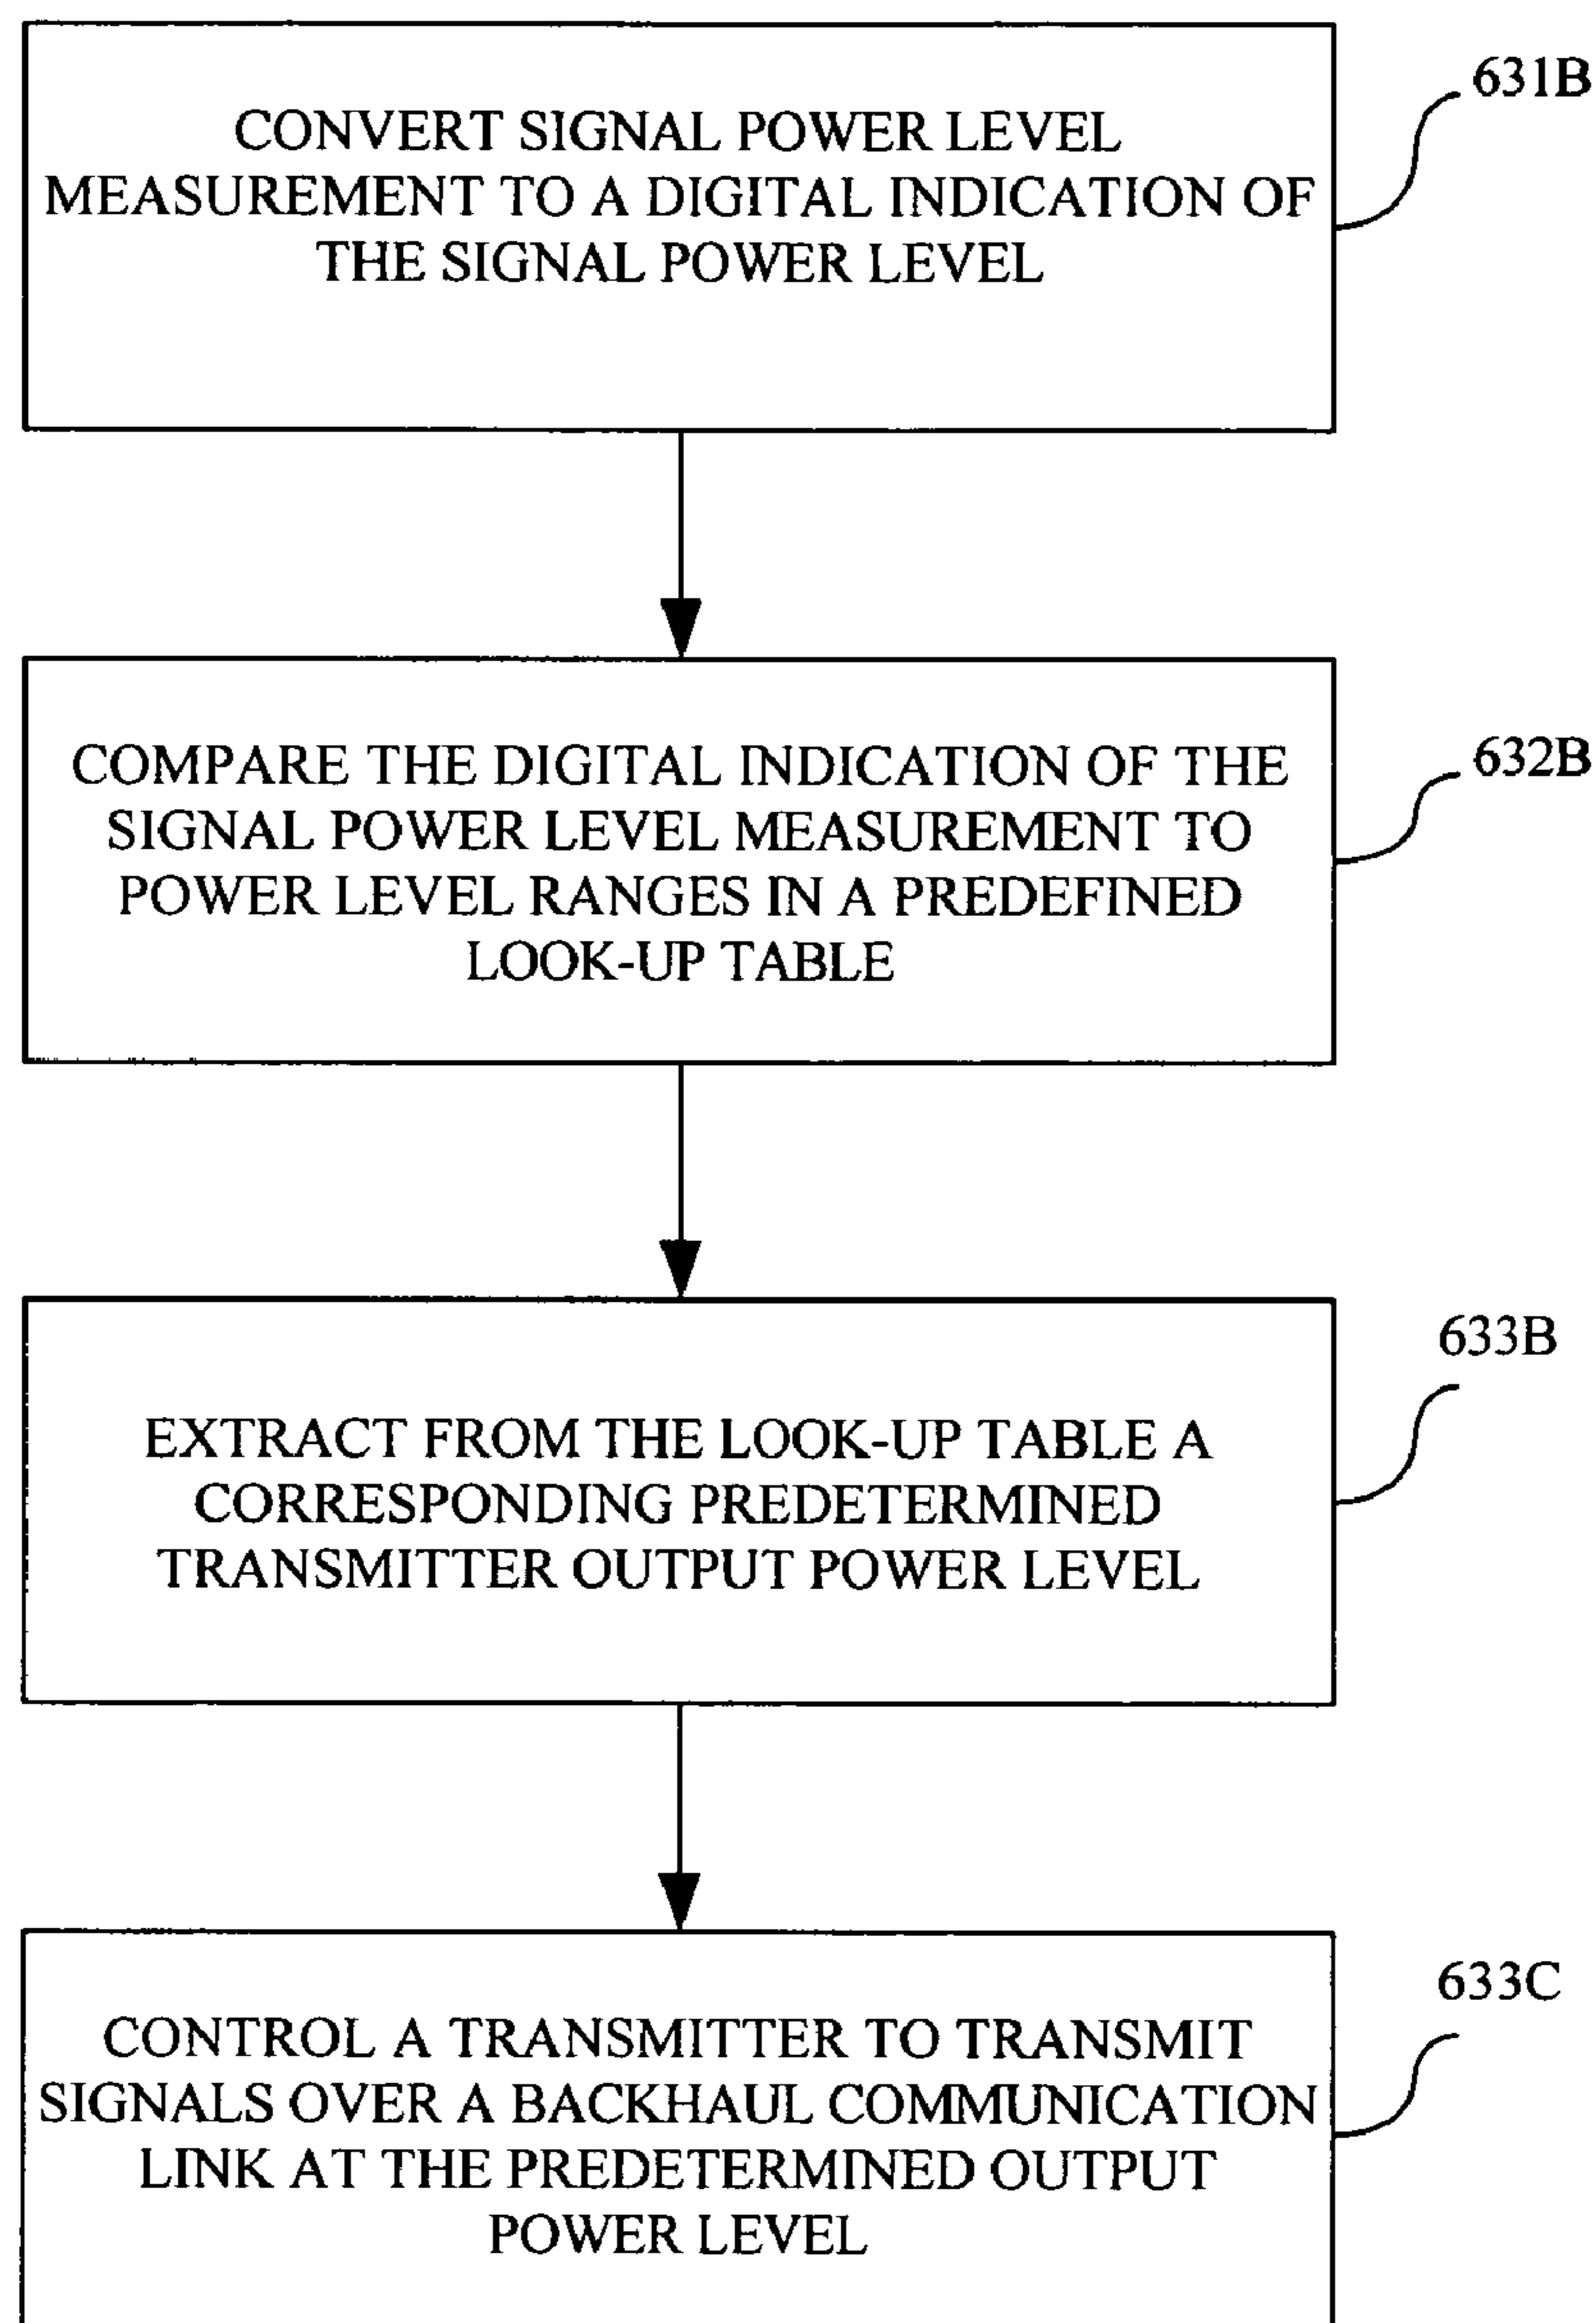 CONVERT SIGNAL POWER LEVEL
MEASUREMENT TO A DIGITAL INDICATION OF
THE SIGNAL POWER LEVEL
631B
COMPARE THE DIGITAL INDICATION OF THE
SIGNAL POWER LEVEL MEASUREMENT TO
POWER LEVEL RANGES IN A PREDEFINED
LOOK-UP TABLE
632B
EXTRACT FROM THE LOOK-UP TABLE A
CORRESPONDING PREDETERMINED
TRANSMITTER OUTPUT POWER LEVEL
633B
CONTROL A TRANSMITTER TO TRANSMIT
SIGNALS OVER A BACKHAUL COMMUNICATION
LINK AT THE PREDETERMINED OUTPUT
POWER LEVEL
633C